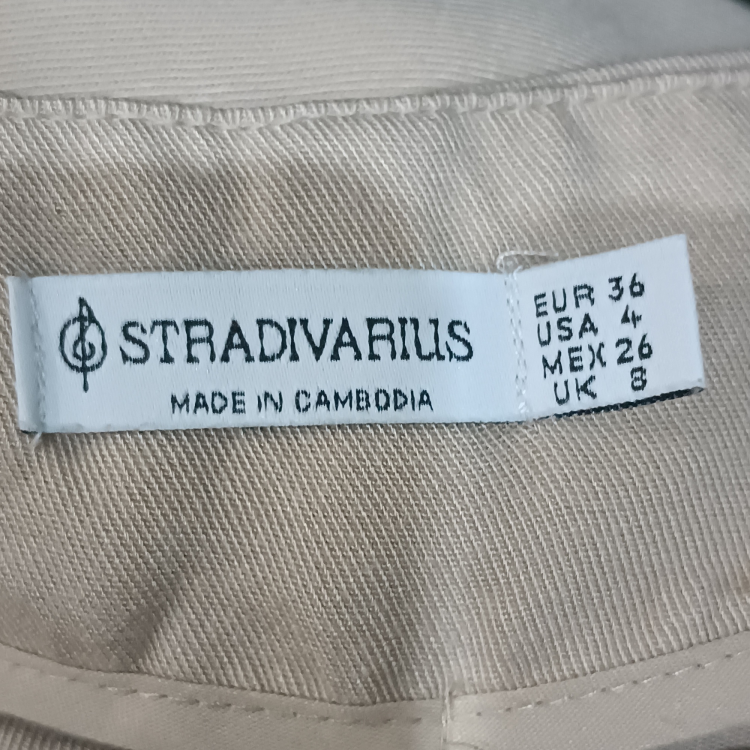 STRADIVARIUS
MADE IN CAMBODIA
EUR 36
USA 4
MEX 26
UK 8